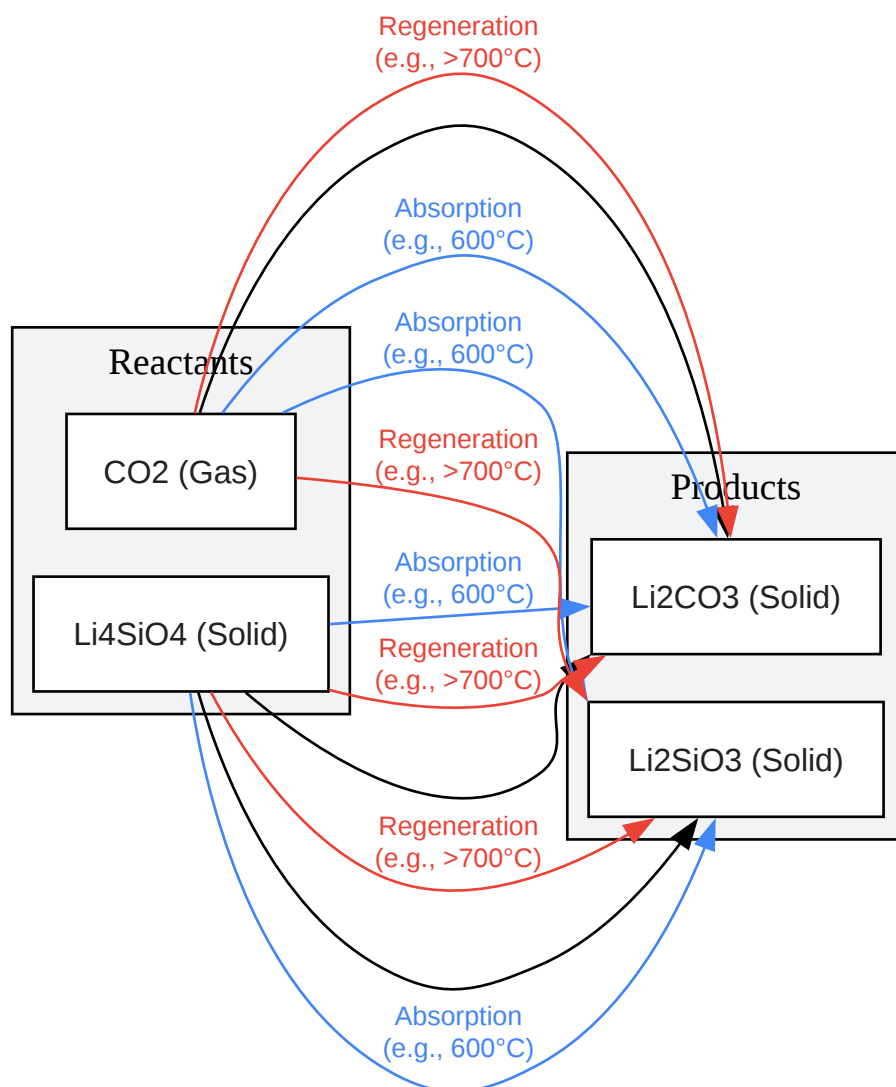 Regeneration
(e.g., >700°C)
Absorption
(e.g., 600°C)
Absorption
(e.g., 600°C)
Reactants
CO2 (Gas)
Regeneration
(e.g., >700°C)
Products
Absorption
(e.g., 600°C)
Li2CO3 (Solid)
Li4SiO4 (Solid)
Regeneration
(e.g., >700°C)
Li2SiO3 (Solid)
Regeneration
(e.g., >700°C)
Absorption
(e.g., 600°C)